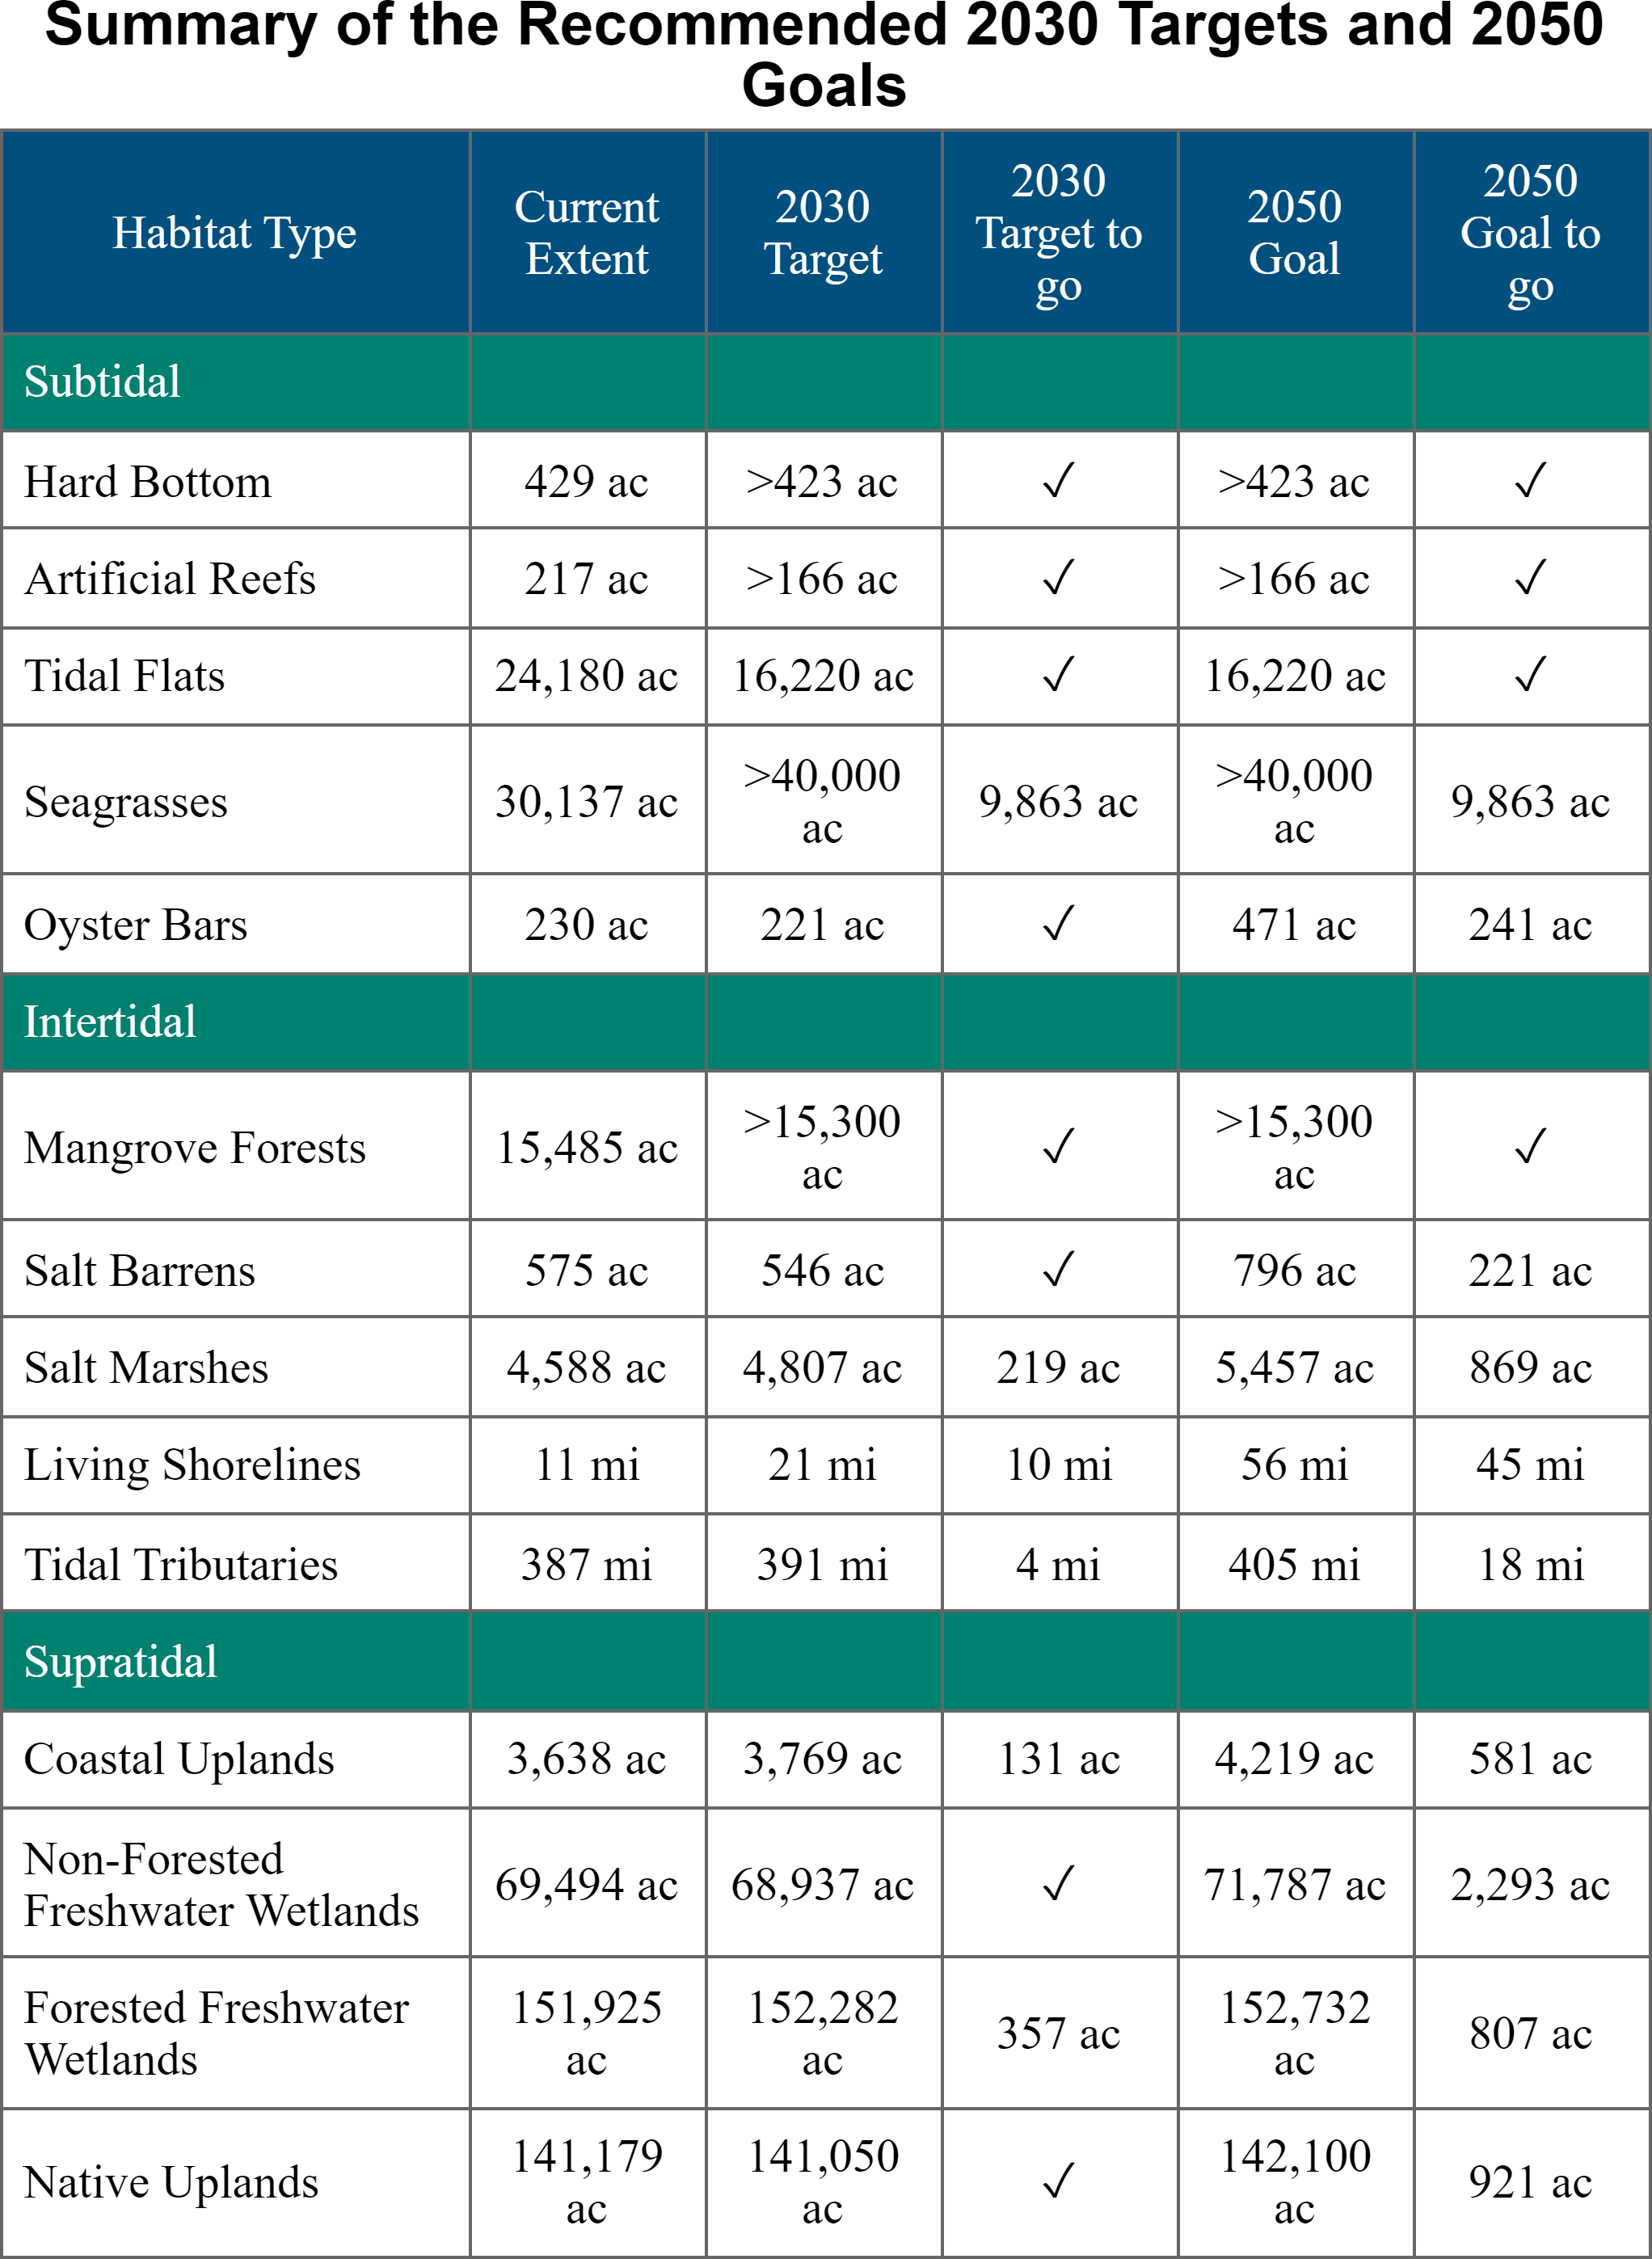 Summary of the Recommended 2030 Targets and 2050
Goals
Habitat Type
Current
Extent
2030
Target
2030
Target to
go
2050
Goal
2050
Goal to
go
Subtidal
Hard Bottom 429 ac >423 ac ✓ >423 ac ✓
Artificial Reefs 217 ac >166 ac ✓ >166 ac ✓
Tidal Flats 24,180 ac 16,220 ac ✓ 16,220 ac ✓
Seagrasses 30,137 ac
>40,000
ac
9,863 ac
>40,000
ac
9,863 ac
Oyster Bars 230 ac 221 ac ✓ 471 ac 241 ac
Intertidal
Mangrove Forests 15,485 ac
>15,300
ac
✓
>15,300
ac
✓
Salt Barrens 575 ac 546 ac ✓ 796 ac 221 ac
Salt Marshes 4,588 ac 4,807 ac 219 ac 5,457 ac 869 ac
Living Shorelines 11 mi 21 mi 10 mi 56 mi 45 mi
Tidal Tributaries 387 mi 391 mi 4 mi 405 mi 18 mi
Supratidal
Coastal Uplands 3,638 ac 3,769 ac 131 ac 4,219 ac 581 ac
Non-Forested
Freshwater Wetlands
69,494 ac 68,937 ac ✓ 71,787 ac 2,293 ac
Forested Freshwater
Wetlands
151,925
ac
152,282
ac
357 ac
152,732
ac
807 ac
Native Uplands
141,179
ac
141,050
ac
✓
142,100
ac
921 ac